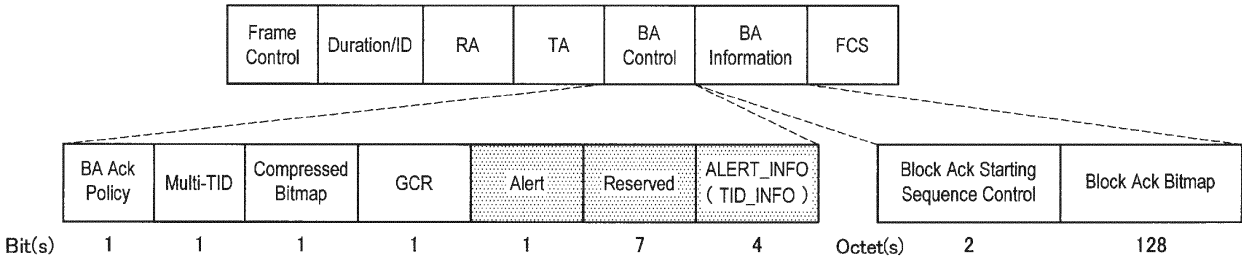 Frame Control
Duration/ID
RA
TA
BA Control
BA Information
FCS
BA Ack Policy
Multi-TID
Compressed Bitmap
GCR
Alert
Reserved
ALERT_INFO
( TID_INFO )
Block Ack Starting
Sequence Control
Block Ack Bitmap
Bit(s) 1 1 1 1 1 7 4
Octet(s) 2 128